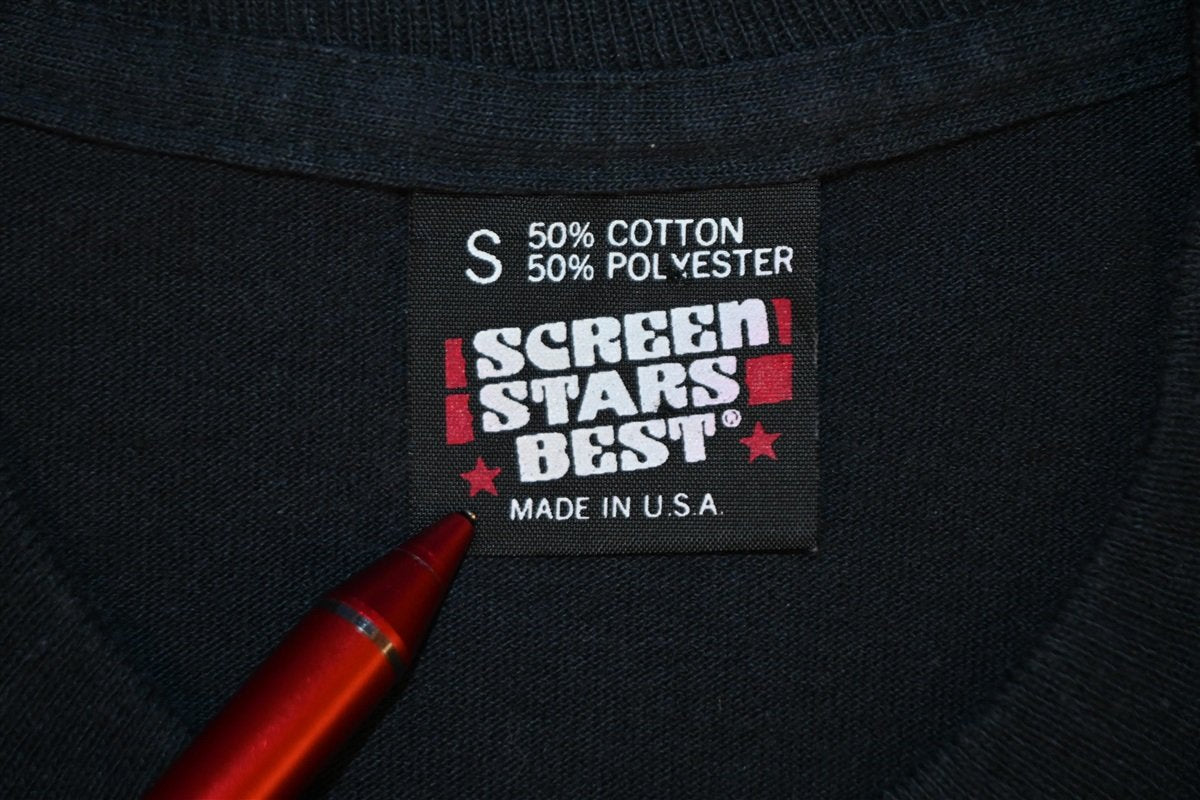 S 50% COTTON
50% POLYESTER
SCREEN
STARS
BEST®
MADE IN U.S.A.